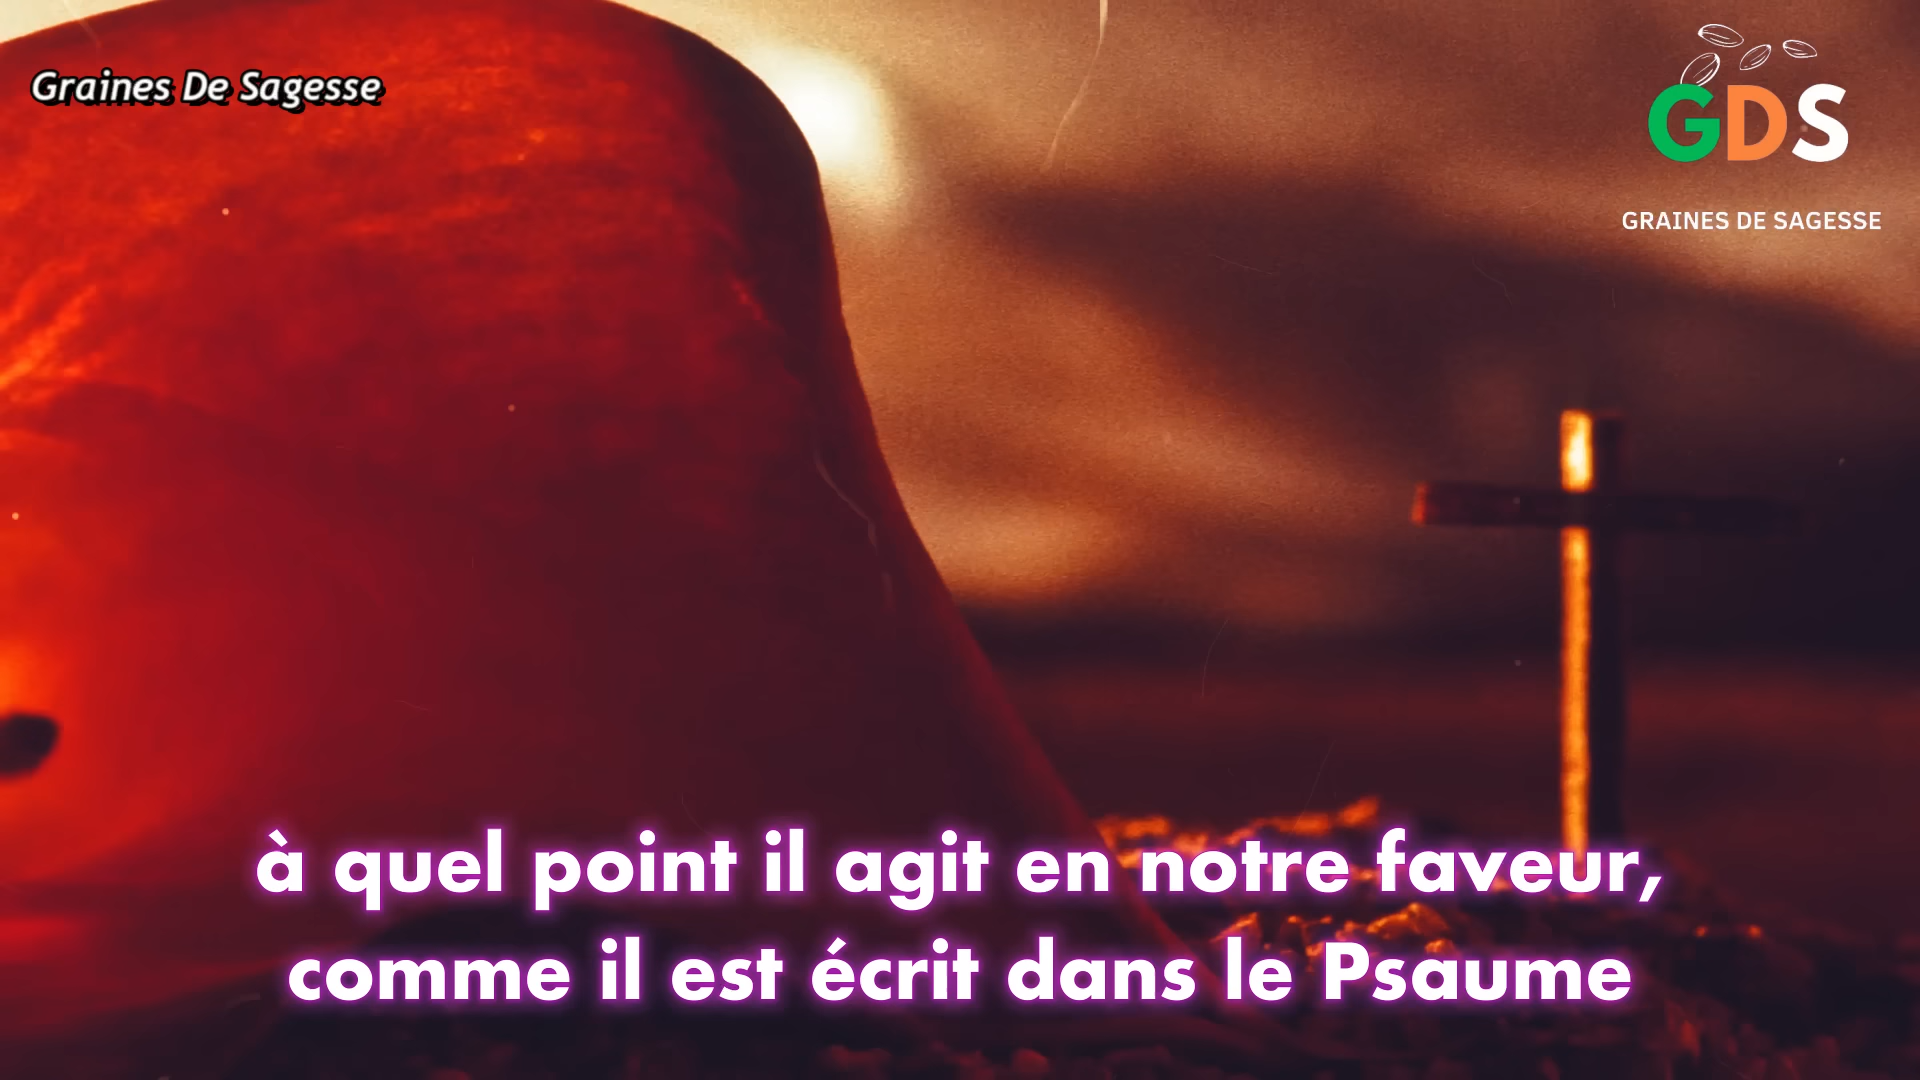 Graines De Sagesse
GDS
GRAINES DE SAGESSE
à quel point il agit en notre faveur,
comme il est écrit dans le Psaume